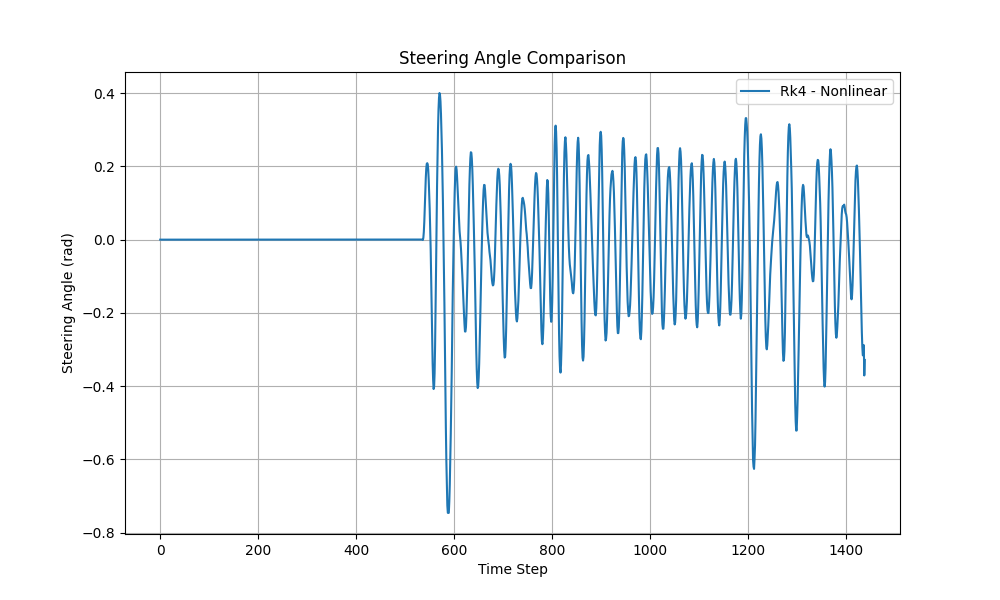 Steering Angle Comparison
Rk4 - Nonlinear
Steering Angle (rad)
0.4
0.2
0.0
−0.2
−0.4
−0.6
−0.8
0 200 400 600 800 1000 1200 1400
Time Step